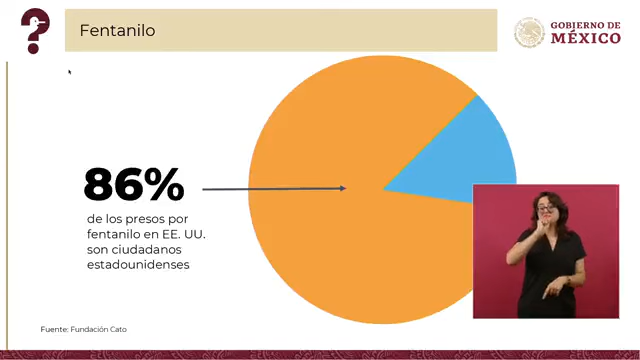 Fentanilo
GOBIERNO DE
MÉXICO
86%
de los presos por
fentanilo en EE. UU.
son ciudadanos
estadounidenses
Fuente: Fundación Cato